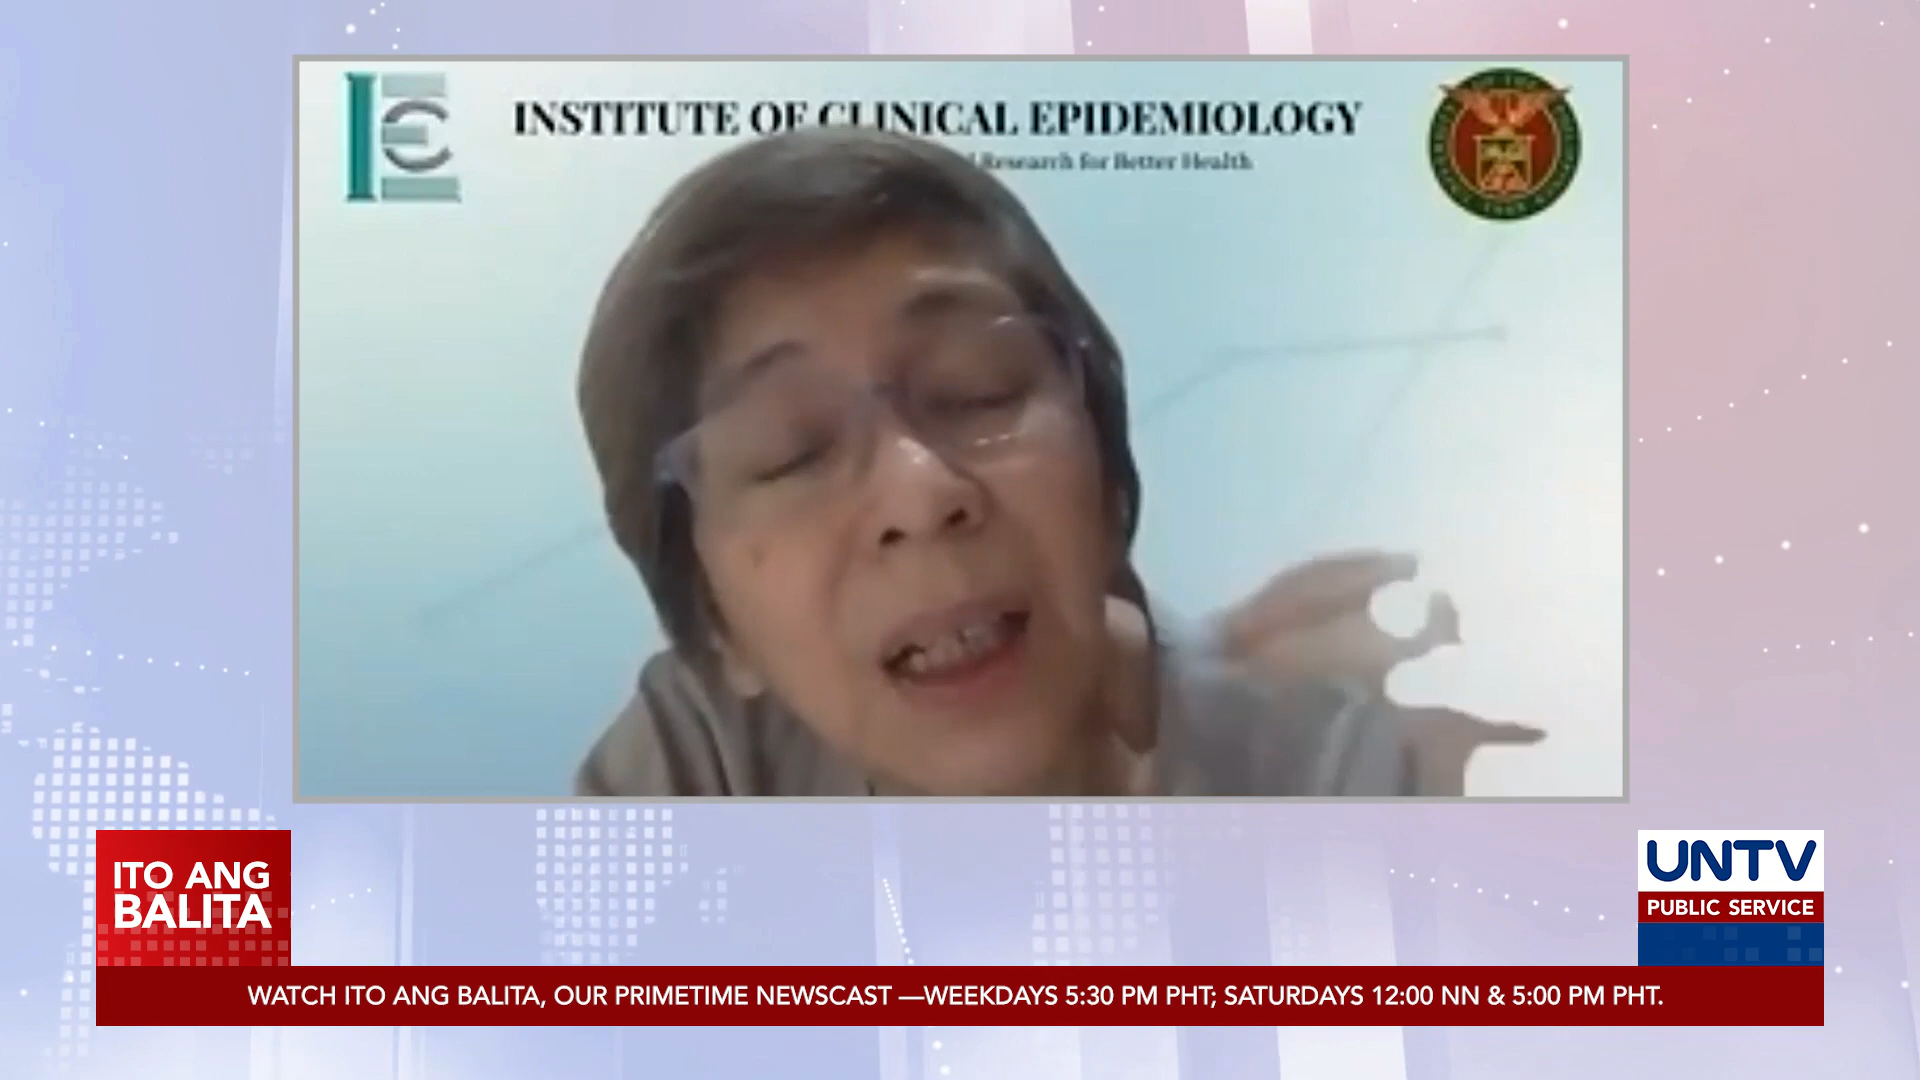 IE
INSTITUTE OF CLINICAL EPIDEMIOLOGY
Research for Better Health
ITO ANG
BALITA
UNTV
PUBLIC SERVICE
WATCH ITO ANG BALITA, OUR PRIMETIME NEWSCAST —WEEKDAYS 5:30 PM PHT; SATURDAYS 12:00 NN & 5:00 PM PHT.